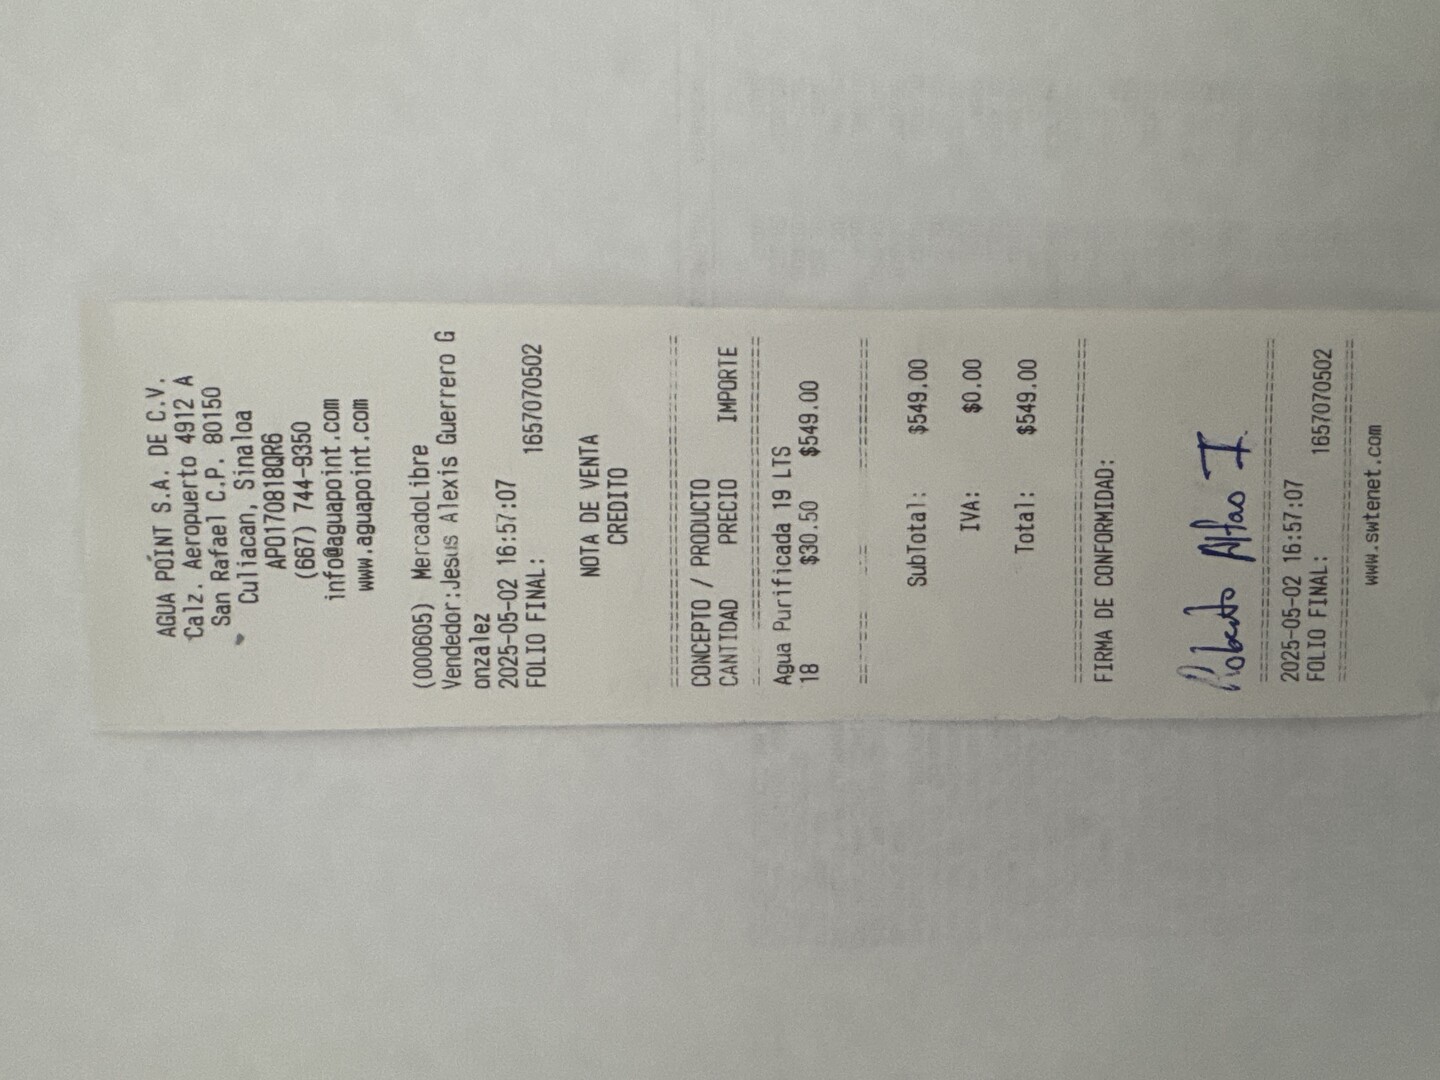 AGUA POINT S.A. DE C.V.
Calz. Aeropuerto 4912 A
San Rafael C.P. 80150
Culiacan, Sinaloa
APO170818QR6
(667) 744-9350
info@aguapoint.com
www.aguapoint.com
(000605) MercadoLibre
Vendedor:Jesus Alexis Guerrero G
onzalez
2025-05-02 16:57:07
FOLIO FINAL: 1657070502
NOTA DE VENTA
CREDITO
================================
CONCEPTO / PRODUCTO
CANTIDAD PRECIO IMPORTE
================================
Agua Purificada 19 LTS
18 $30.50 $549.00
================================
SubTotal: $549.00
IVA: $0.00
Total: $549.00
================================
FIRMA DE CONFORMIDAD:
Roberto
================================
2025-05-02 16:57:07
FOLIO FINAL: 1657070502
================================
www.swtenet.com